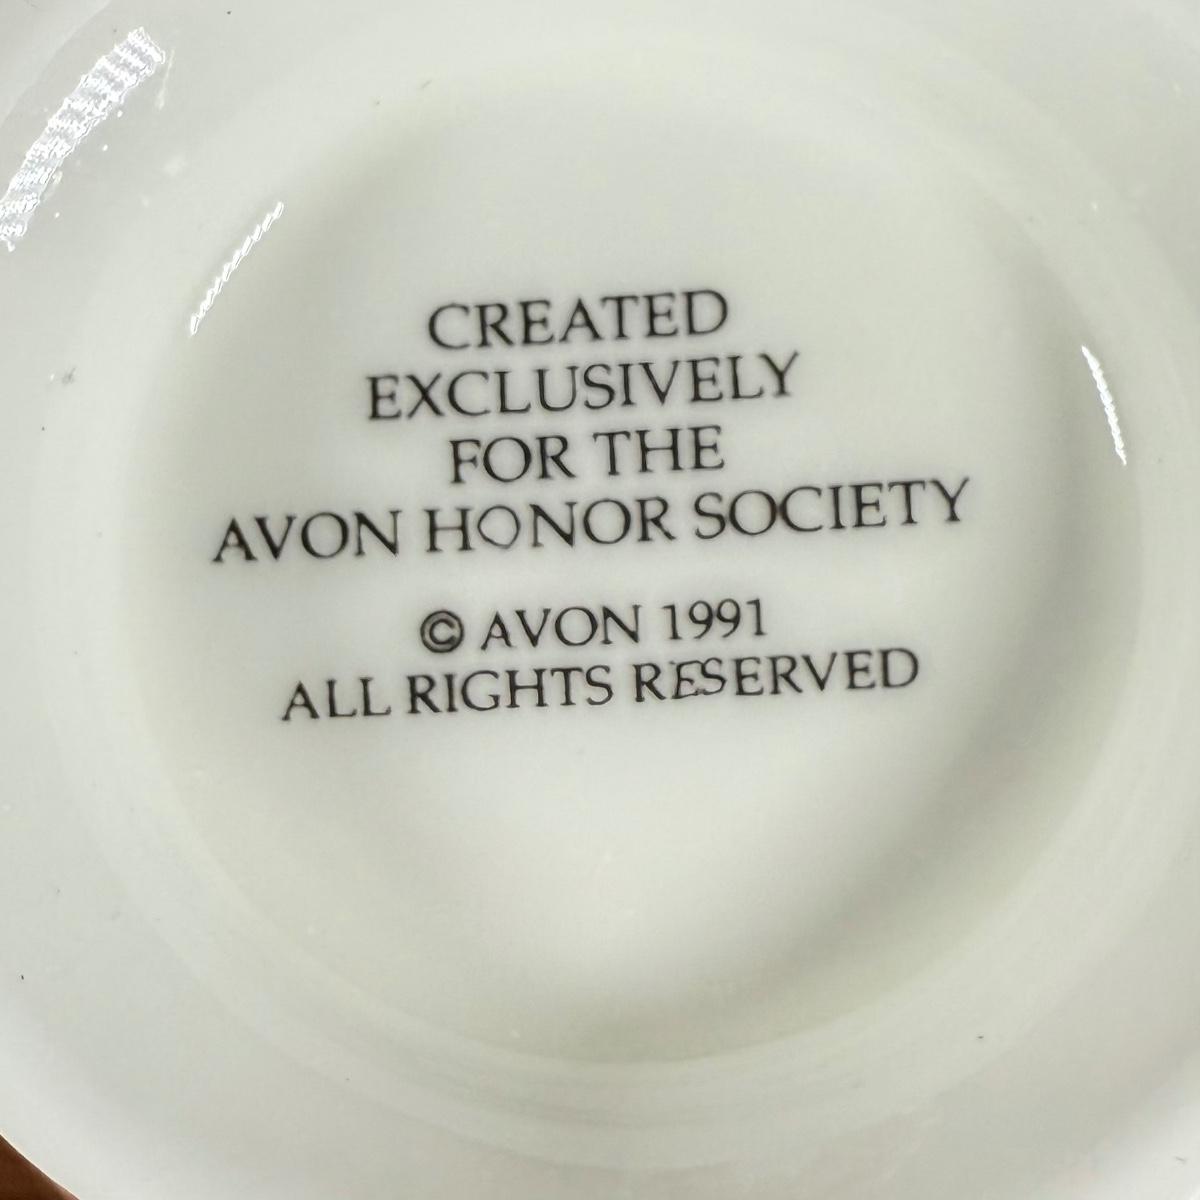 CREATED
EXCLUSIVELY
FOR THE
AVON HONOR SOCIETY
© AVON 1991
ALL RIGHTS RESERVED